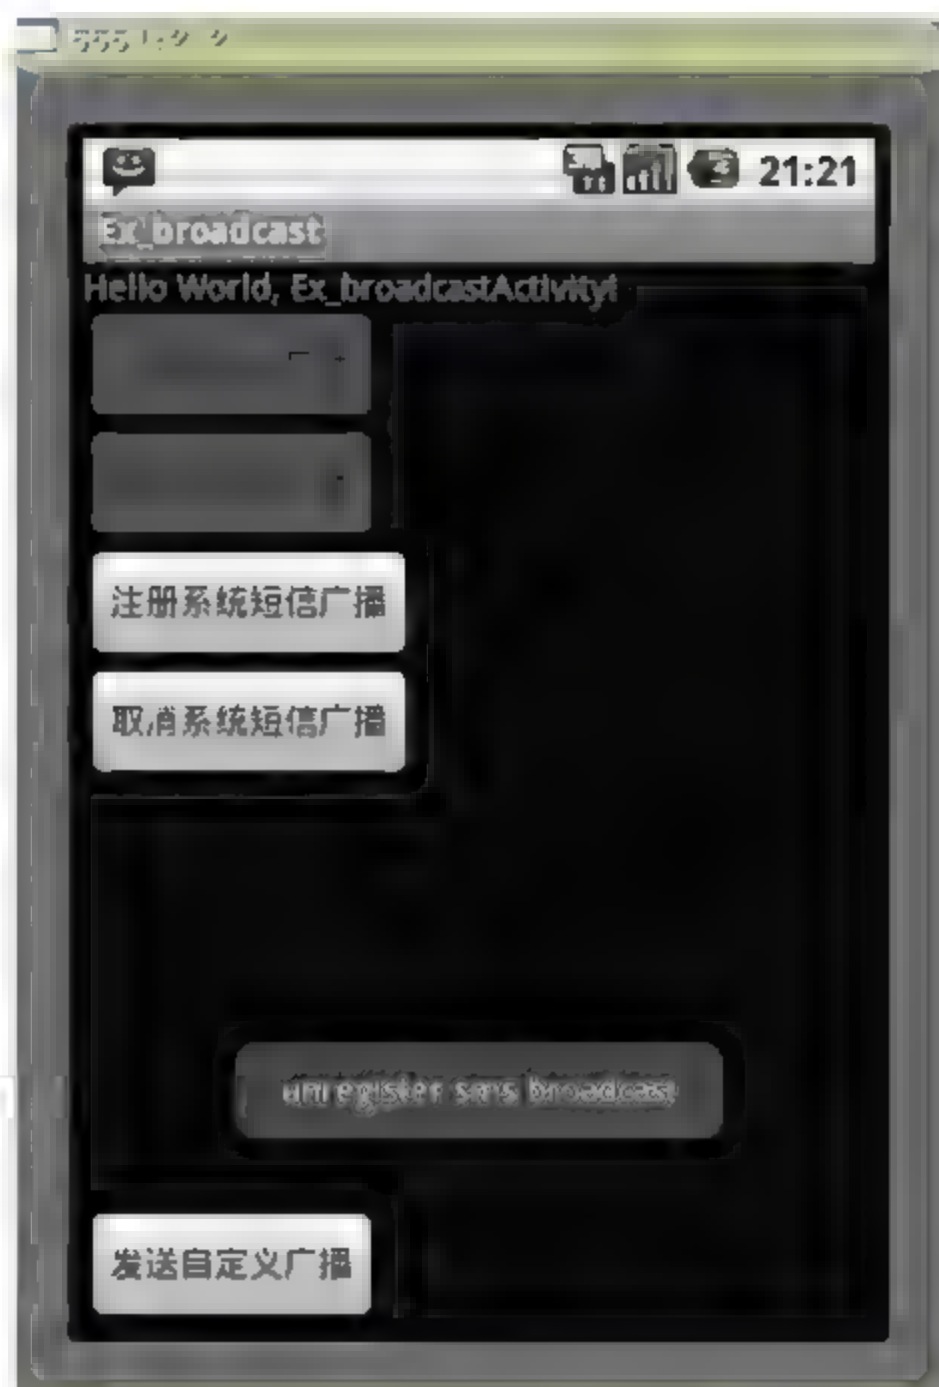 21:21
Ex_broadcast
Hello World, Ex_broadcastActivity!
注册系统短信广播
取消系统短信广播
unregister sms broadcast
发送自定义广播